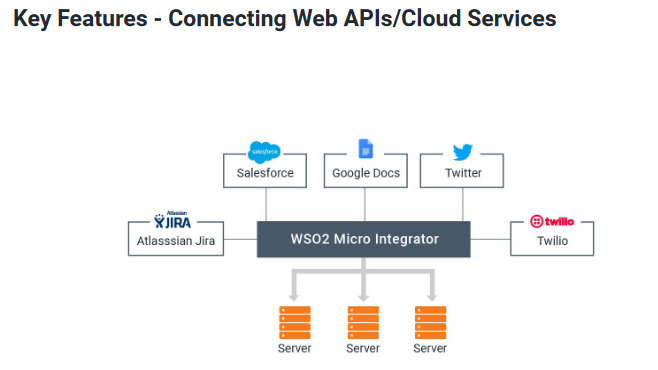 Key Features - Connecting Web APIs/Cloud Services
salesforce
Salesforce Google Docs Twitter
Atlassian
JIRA
twilio
Atlasssian Jira WSO2 Micro Integrator Twilio
Server Server Server